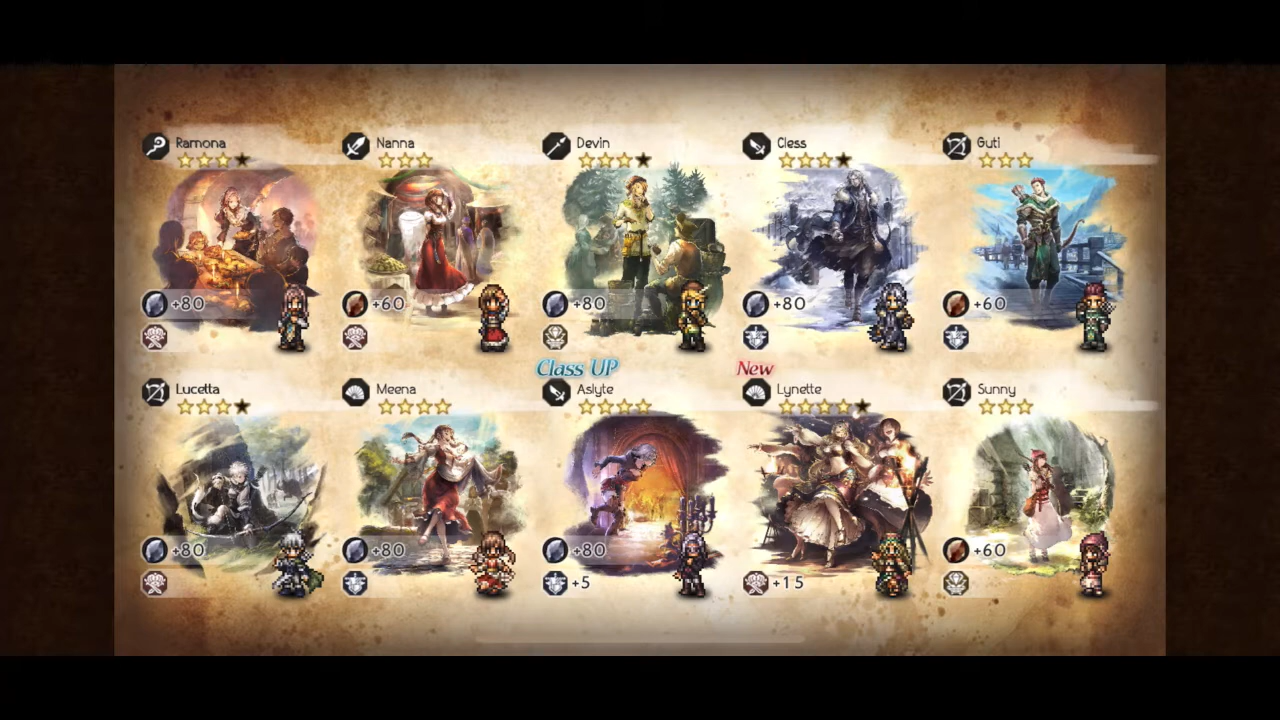 Ramona
Nanna
Devin
Cless
Guti
+80
+60
+80
+80
+60
Class UP
New
Lucetta
Meena
Aslyte
Lynette
Sunny
+80
+80
+80
+60
+5
+15